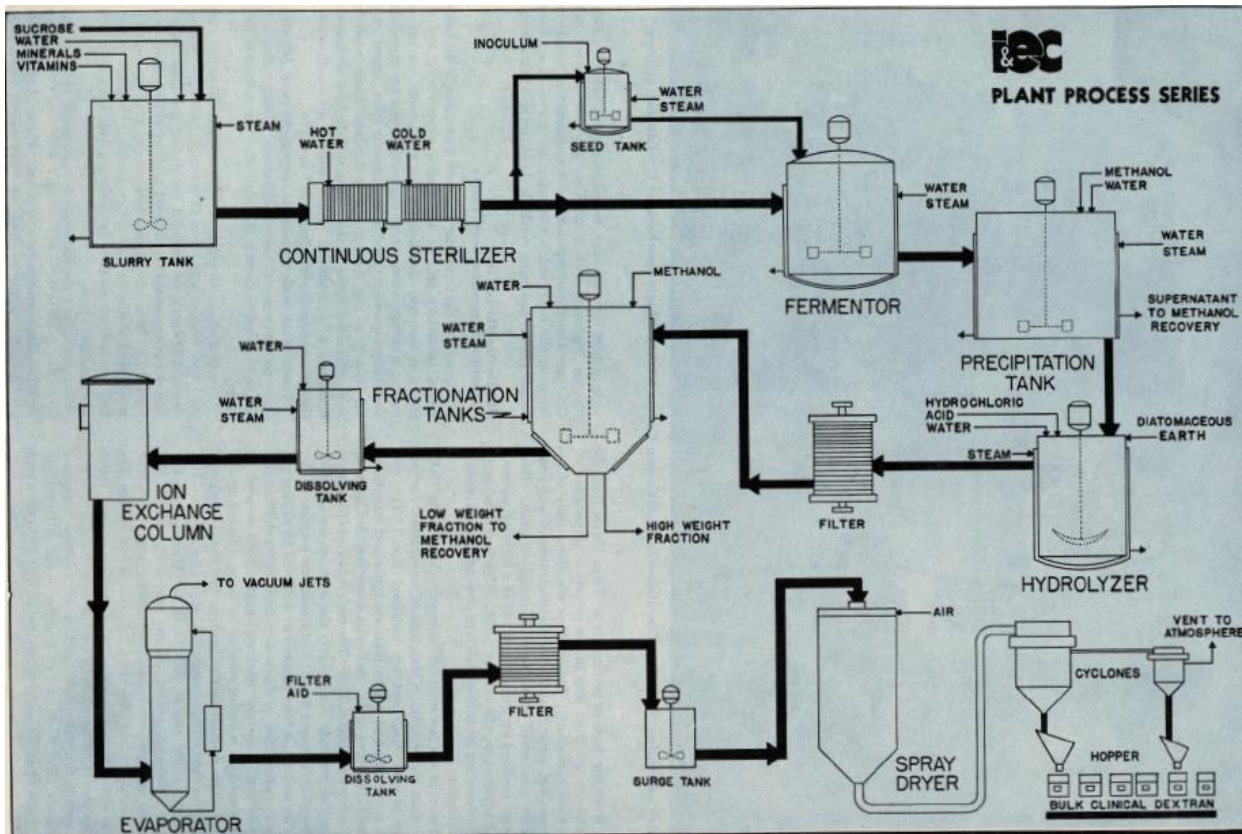 SUCROSE
WATER
MINERALS
VITAMINS
STEAM
SLURRY TANK
HOT
WATER
COLD
WATER
CONTINUOUS STERILIZER
INOCULUM
WATER
STEAM
SEED TANK
i&ec
PLANT PROCESS SERIES
WATER
STEAM
FERMENTOR
METHANOL
WATER
WATER
STEAM
SUPERNATANT
TO METHANOL
RECOVERY
PRECIPITATION
TANK
HYDROCHLORIC
ACID
WATER
DIATOMACEOUS
EARTH
STEAM
HYDROLYZER
FILTER
WATER
METHANOL
WATER
STEAM
FRACTIONATION
TANKS
LOW WEIGHT
FRACTION TO
METHANOL
RECOVERY
HIGH WEIGHT
FRACTION
WATER
WATER
STEAM
DISSOLVING
TANK
ION
EXCHANGE
COLUMN
TO VACUUM JETS
EVAPORATOR
FILTER
AID
DISSOLVING
TANK
FILTER
SURGE TANK
AIR
SPRAY
DRYER
VENT TO
ATMOSPHERE
CYCLONES
HOPPER
BULK CLINICAL DEXTRAN